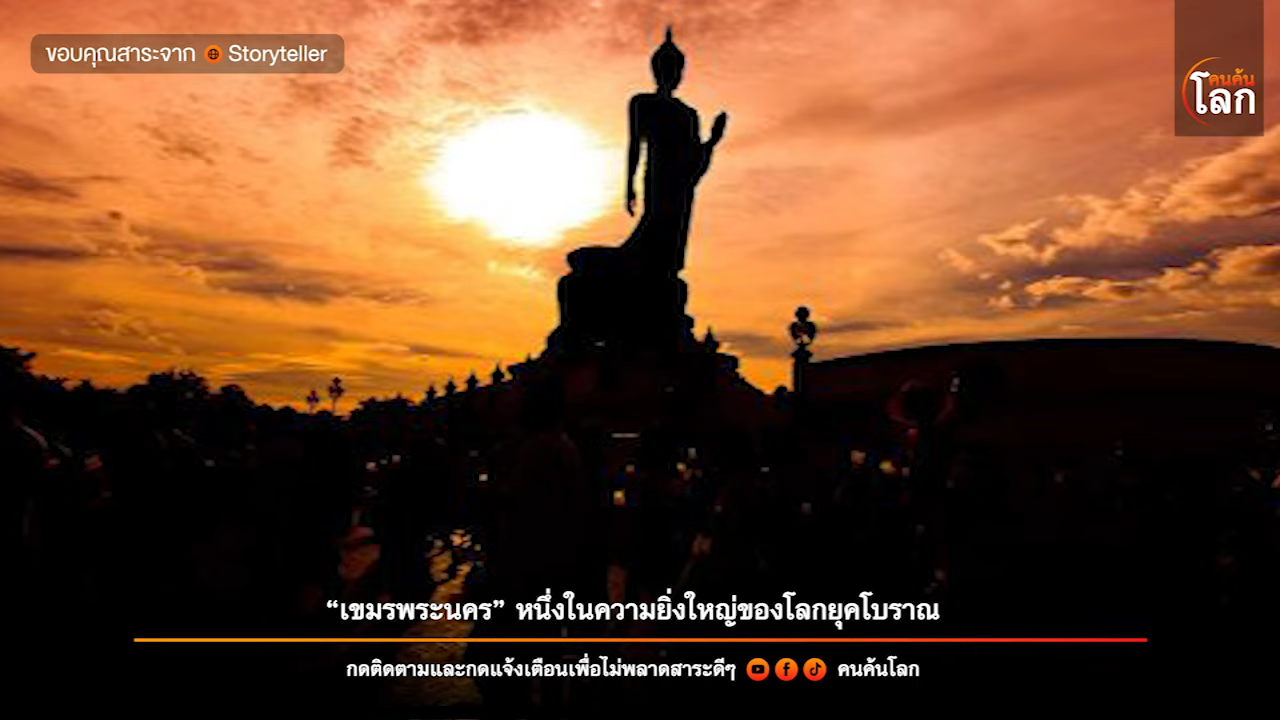 ขอบคุณสาระจาก Storyteller
คนค้น
โลก
“เขมรพระนคร” หนึ่งในความยิ่งใหญ่ของโลกยุคโบราณ
กดติดตามและกดแจ้งเตือนเพื่อไม่พลาดสาระดีๆ คนค้นโลก